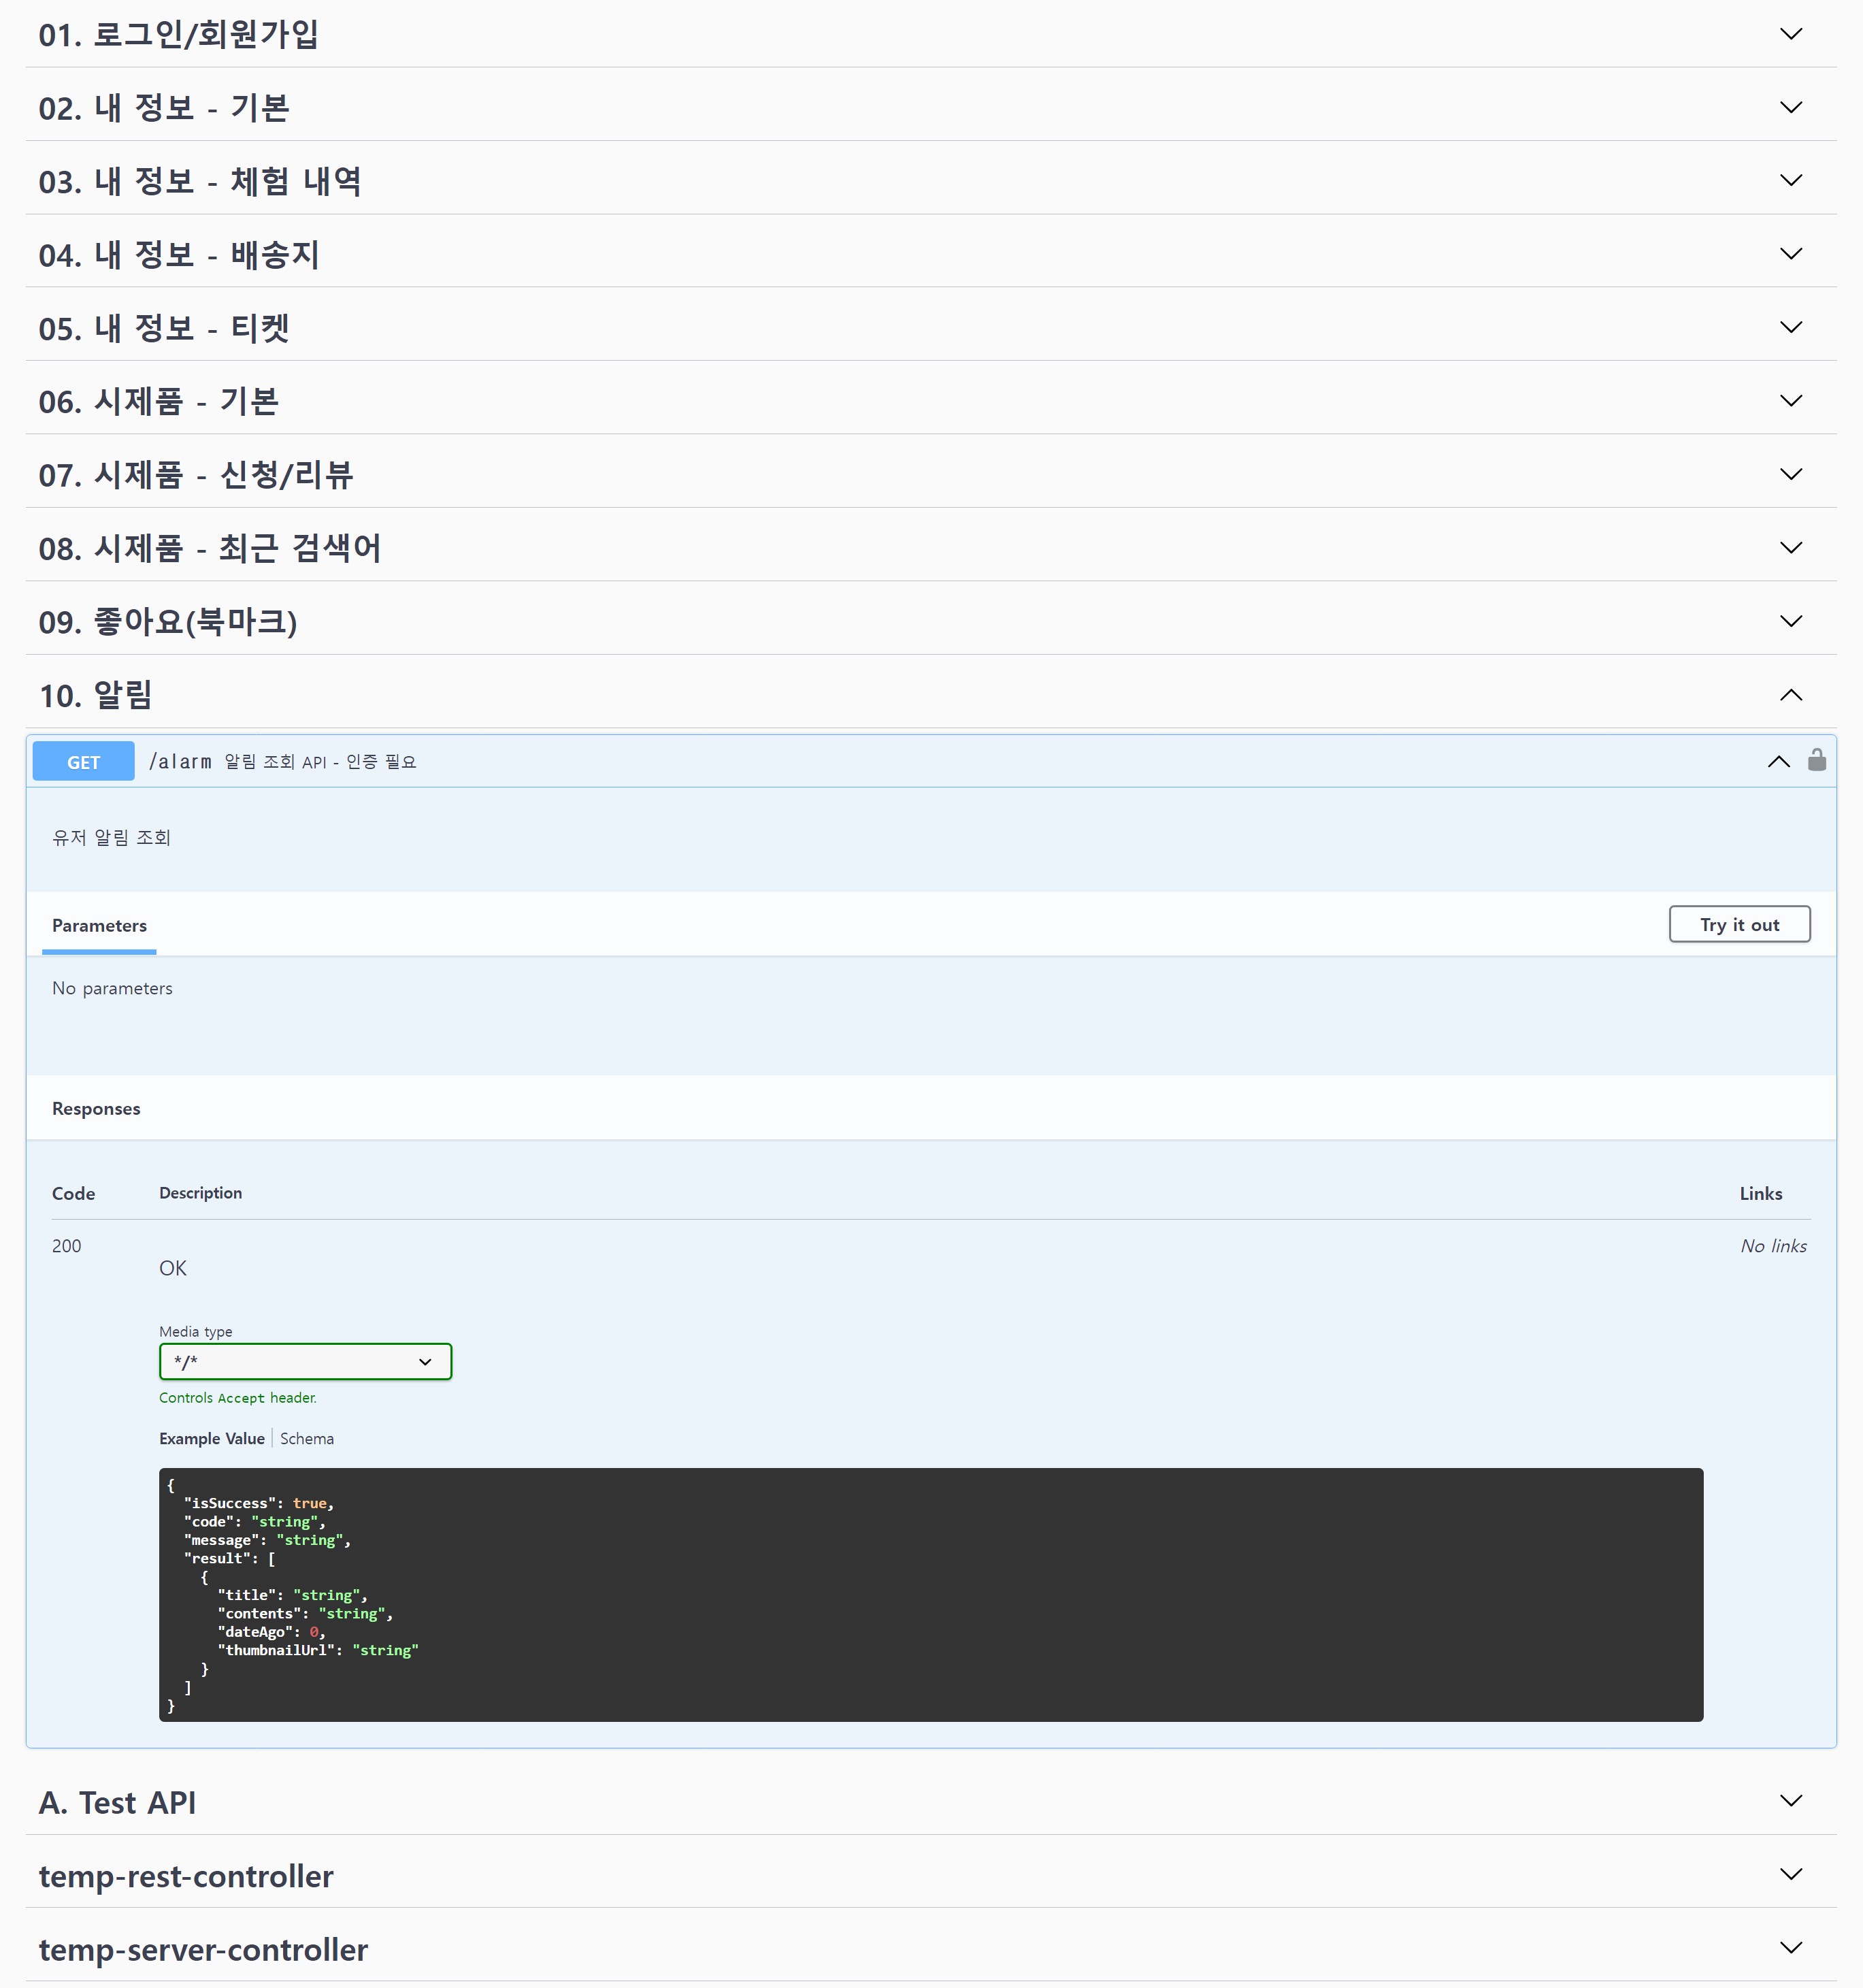 01. 로그인/회원가입
02. 내 정보 - 기본
03. 내 정보 - 체험 내역
04. 내 정보 - 배송지
05. 내 정보 - 티켓
06. 시제품 - 기본
07. 시제품 - 신청/리뷰
08. 시제품 - 최근 검색어
09. 좋아요(북마크)
10. 알림
GET /alarm 알림 조회 API - 인증 필요
유저 알림 조회
Parameters Try it out
No parameters
Responses
Code Description Links
200 No links
OK
Media type
*/*
Controls Accept header.
Example Value Schema
{
  "isSuccess": true,
  "code": "string",
  "message": "string",
  "result": [
    {
      "title": "string",
      "contents": "string",
      "dateAgo": 0,
      "thumbnailUrl": "string"
    }
  ]
}
A. Test API
temp-rest-controller
temp-server-controller